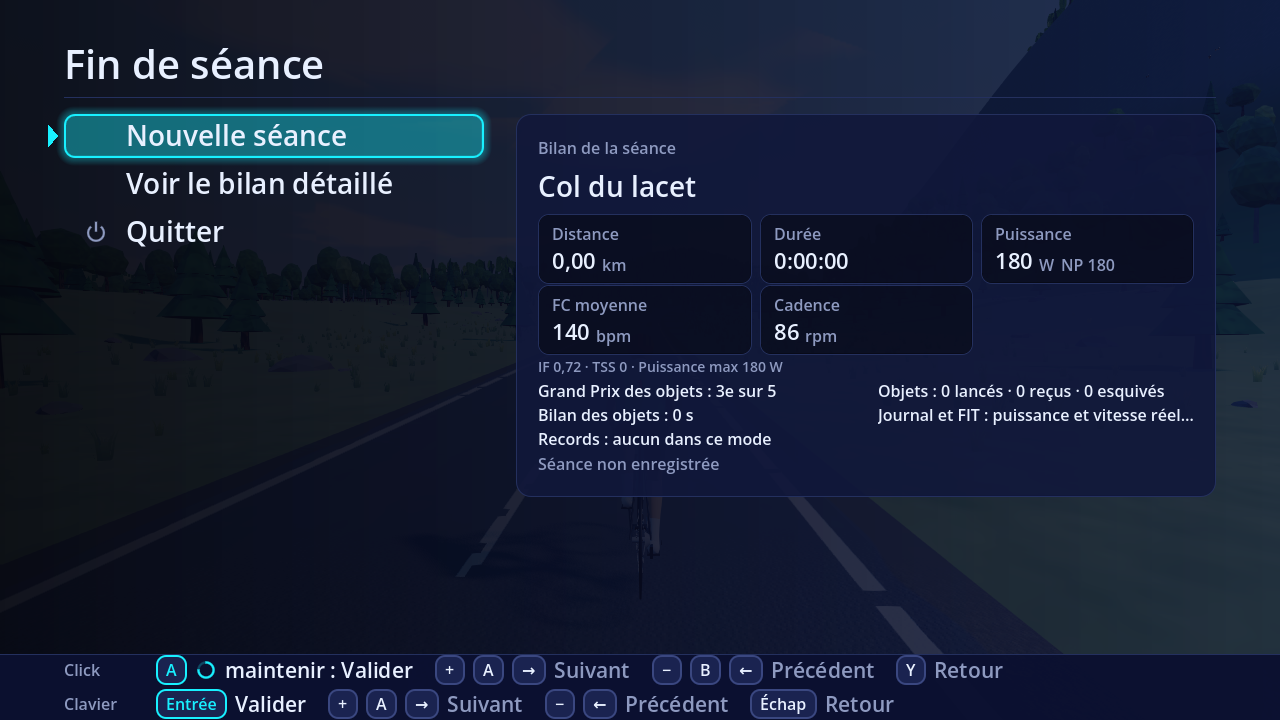 Fin de séance
Nouvelle séance
Voir le bilan détaillé
Quitter
Bilan de la séance
Col du lacet
Distance
0,00 km
Durée
0:00:00
Puissance
180 W NP 180
FC moyenne
140 bpm
Cadence
86 rpm
IF 0,72 · TSS 0 · Puissance max 180 W
Grand Prix des objets : 3e sur 5
Objets : 0 lancés · 0 reçus · 0 esquivés
Bilan des objets : 0 s
Journal et FIT : puissance et vitesse réel…
Records : aucun dans ce mode
Séance non enregistrée
Click A maintenir : Valider + A → Suivant − B ← Précédent Y Retour
Clavier Entrée Valider + A → Suivant − ← Précédent Échap Retour